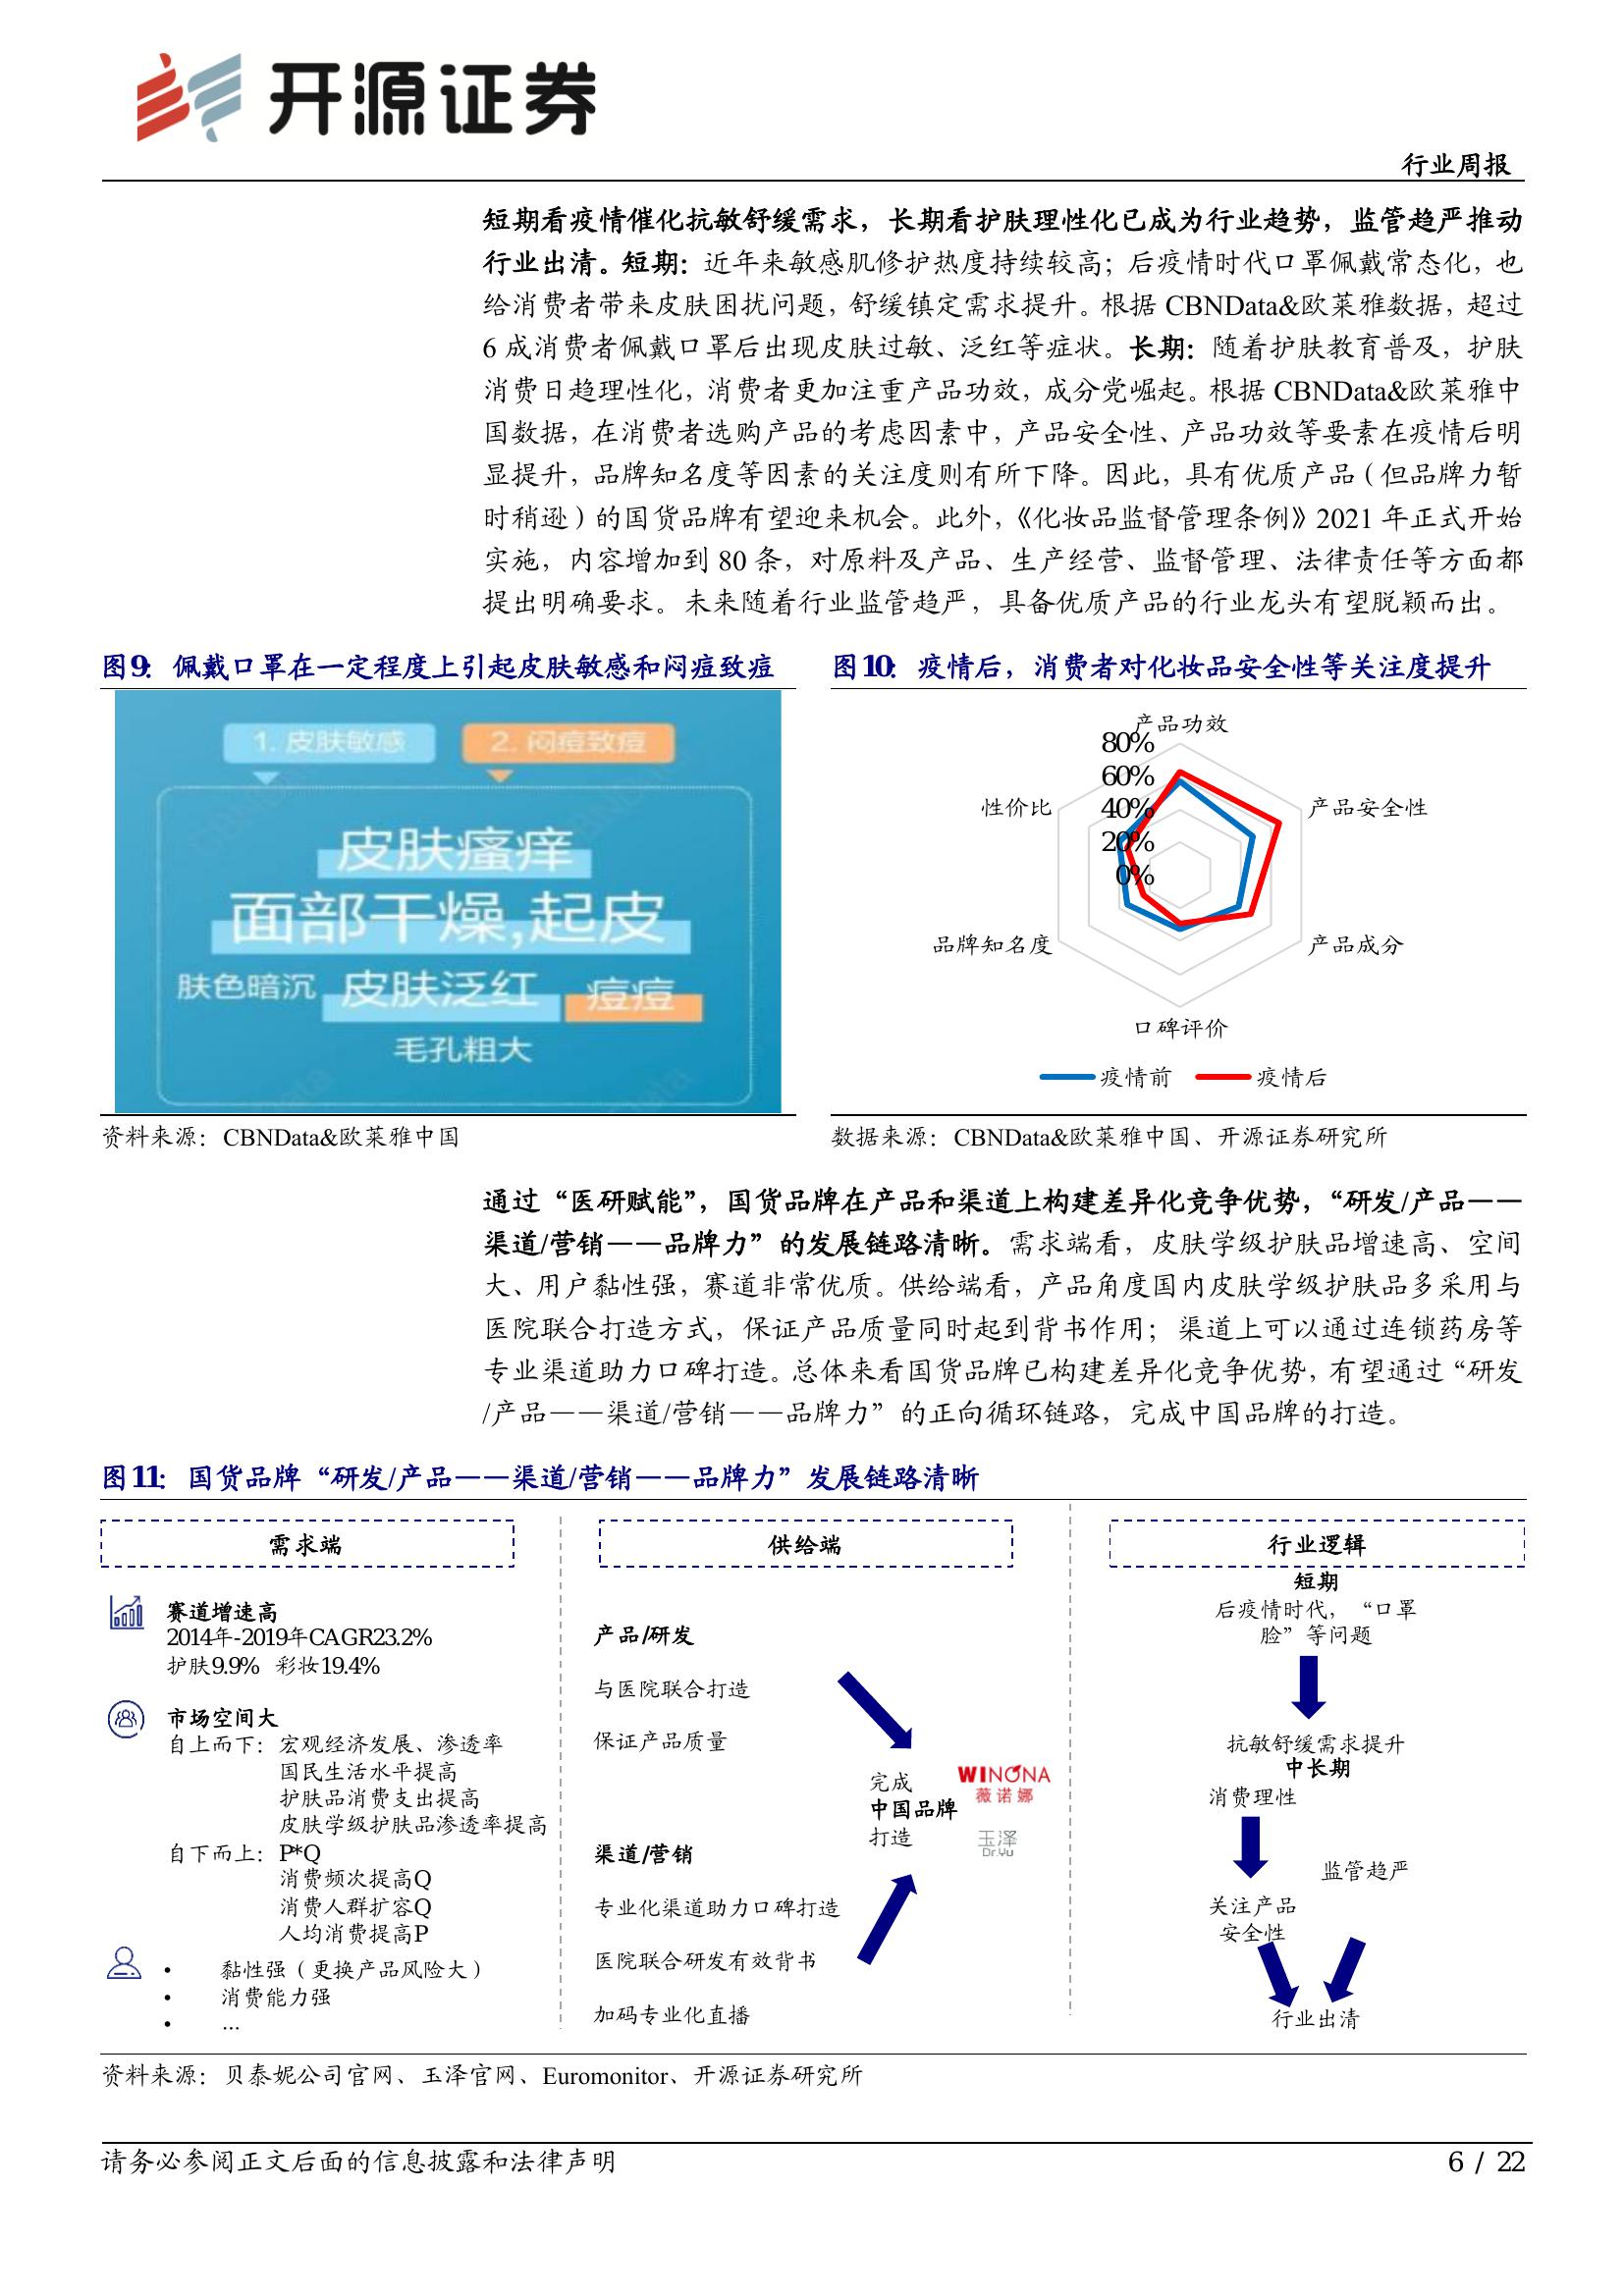 开源证券
行业周报
短期看疫情催化抗敏舒缓需求，长期看护肤理性化已成为行业趋势，监管趋严推动
行业出清。短期：近年来敏感肌修护热度持续较高；后疫情时代口罩佩戴常态化，也
给消费者带来皮肤困扰问题，舒缓镇定需求提升。根据 CBNData&欧莱雅数据，超过
6 成消费者佩戴口罩后出现皮肤过敏、泛红等症状。长期：随着护肤教育普及，护肤
消费日趋理性化，消费者更加注重产品功效，成分党崛起。根据 CBNData&欧莱雅中
国数据，在消费者选购产品的考虑因素中，产品安全性、产品功效等要素在疫情后明
显提升，品牌知名度等因素的关注度则有所下降。因此，具有优质产品（但品牌力暂
时稍逊）的国货品牌有望迎来机会。此外，《化妆品监督管理条例》2021 年正式开始
实施，内容增加到 80 条，对原料及产品、生产经营、监督管理、法律责任等方面都
提出明确要求。未来随着行业监管趋严，具备优质产品的行业龙头有望脱颖而出。
图9：佩戴口罩在一定程度上引起皮肤敏感和闷痘致痘
1. 皮肤敏感
2. 闷痘致痘
皮肤瘙痒
面部干燥,起皮
肤色暗沉 皮肤泛红 痘痘
毛孔粗大
资料来源：CBNData&欧莱雅中国
图10：疫情后，消费者对化妆品安全性等关注度提升
产品功效
80%
60%
性价比
40%
产品安全性
20%
0%
品牌知名度
产品成分
口碑评价
疫情前
疫情后
数据来源：CBNData&欧莱雅中国、开源证券研究所
通过“医研赋能”，国货品牌在产品和渠道上构建差异化竞争优势，“研发/产品——
渠道/营销——品牌力”的发展链路清晰。需求端看，皮肤学级护肤品增速高、空间
大、用户黏性强，赛道非常优质。供给端看，产品角度国内皮肤学级护肤品多采用与
医院联合打造方式，保证产品质量同时起到背书作用；渠道上可以通过连锁药房等
专业渠道助力口碑打造。总体来看国货品牌已构建差异化竞争优势，有望通过“研发
/产品——渠道/营销——品牌力”的正向循环链路，完成中国品牌的打造。
图11：国货品牌“研发/产品——渠道/营销——品牌力”发展链路清晰
需求端
赛道增速高
2014年-2019年CAGR23.2%
护肤9.9% 彩妆19.4%
市场空间大
自上而下：宏观经济发展、渗透率
国民生活水平提高
护肤品消费支出提高
皮肤学级护肤品渗透率提高
自下而上：P*Q
消费频次提高Q
消费人群扩容Q
人均消费提高P
• 黏性强（更换产品风险大）
• 消费能力强
• ...
供给端
产品/研发
与医院联合打造
保证产品质量
渠道/营销
专业化渠道助力口碑打造
医院联合研发有效背书
加码专业化直播
完成
中国品牌
打造
WINONA
薇诺娜
玉泽
Dr.Yu
行业逻辑
短期
后疫情时代，“口罩
脸”等问题
抗敏舒缓需求提升
中长期
消费理性
监管趋严
关注产品
安全性
行业出清
资料来源：贝泰妮公司官网、玉泽官网、Euromonitor、开源证券研究所
请务必参阅正文后面的信息披露和法律声明
6 / 22